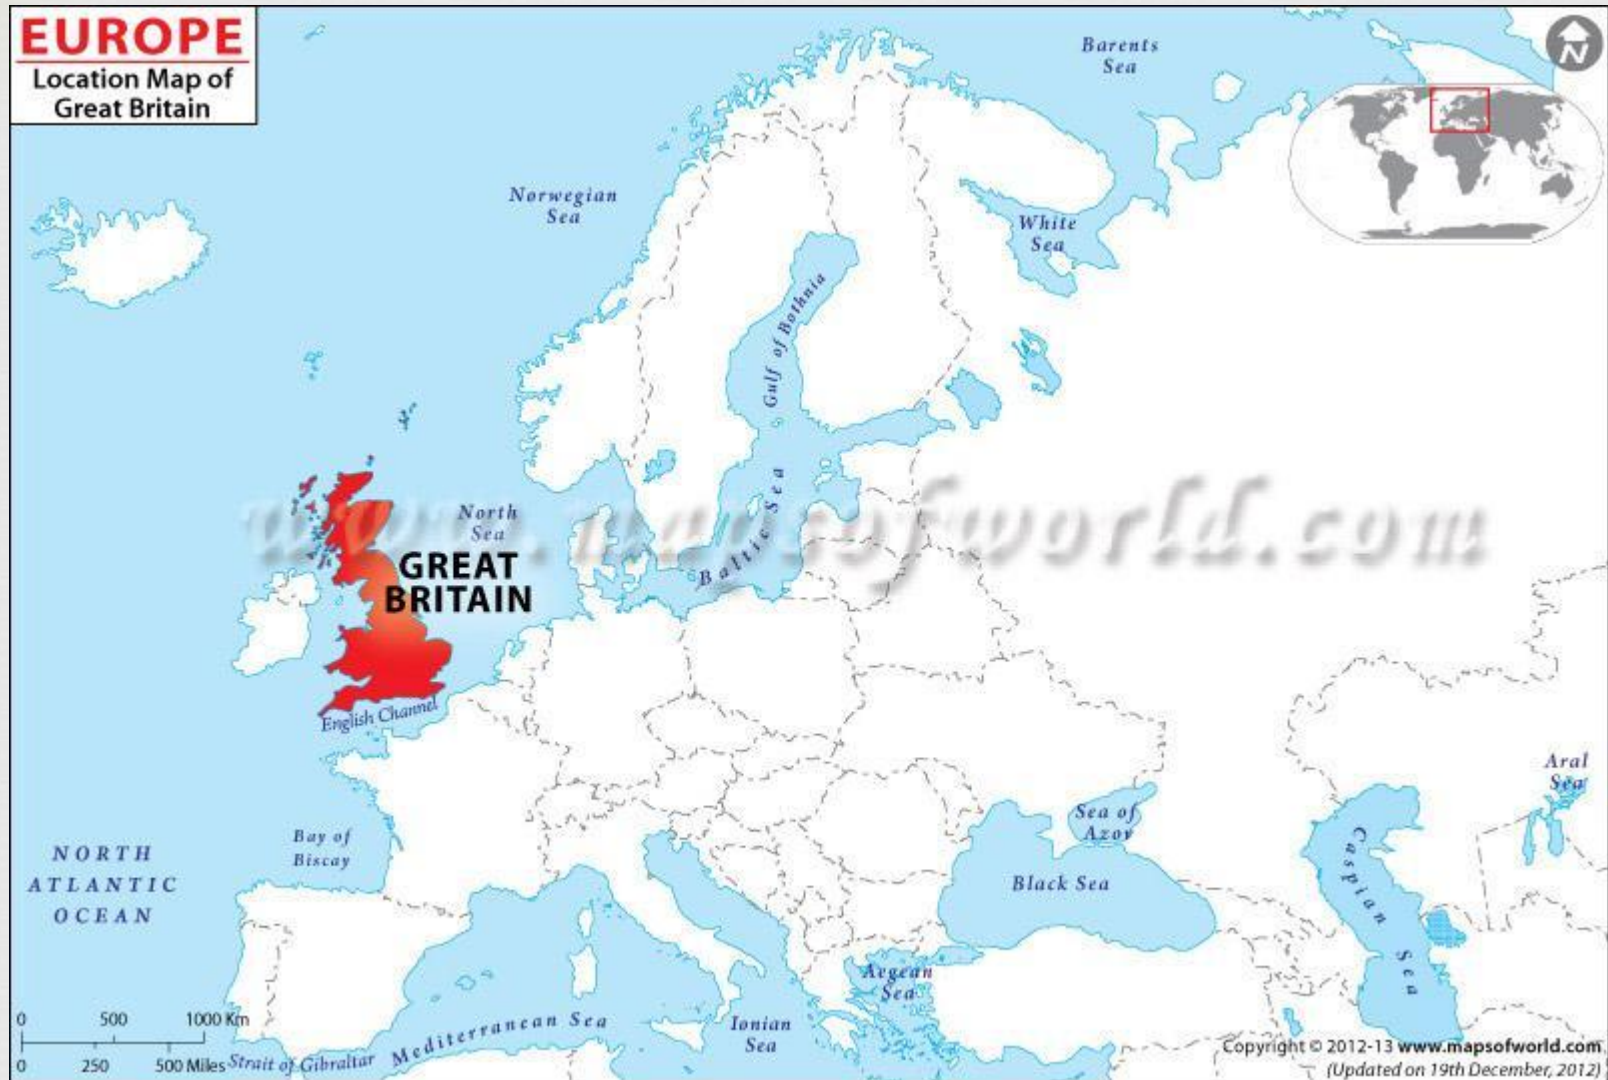 EUROPE
Location Map of
Great Britain
Barents
Sea
N
Norwegian
Sea
White
Sea
Gulf of Bothnia
www.mapsofworld.com
North
Sea
Baltic Sea
GREAT
BRITAIN
English Channel
Aral
Sea
Sea of
Azov
Bay of
Biscay
NORTH
ATLANTIC
OCEAN
Black Sea
Caspian Sea
Aegean
Sea
Ionian
Sea
Mediterranean Sea
Strait of Gibraltar
0 500 1000 Km
0 250 500 Miles
Copyright © 2012-13 www.mapsofworld.com
(Updated on 19th December, 2012)